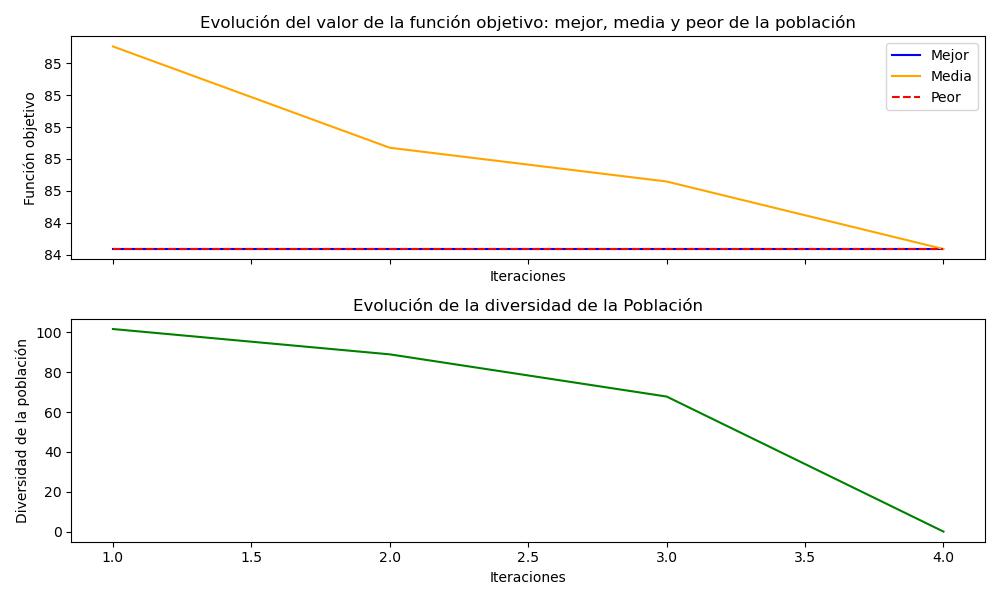 Evolución del valor de la función objetivo: mejor, media y peor de la población
Función objetivo
85
85
85
85
85
84
84
Mejor
Media
Peor
Iteraciones
Evolución de la diversidad de la Población
Diversidad de la población
100
80
60
40
20
0
1.0 1.5 2.0 2.5 3.0 3.5 4.0
Iteraciones